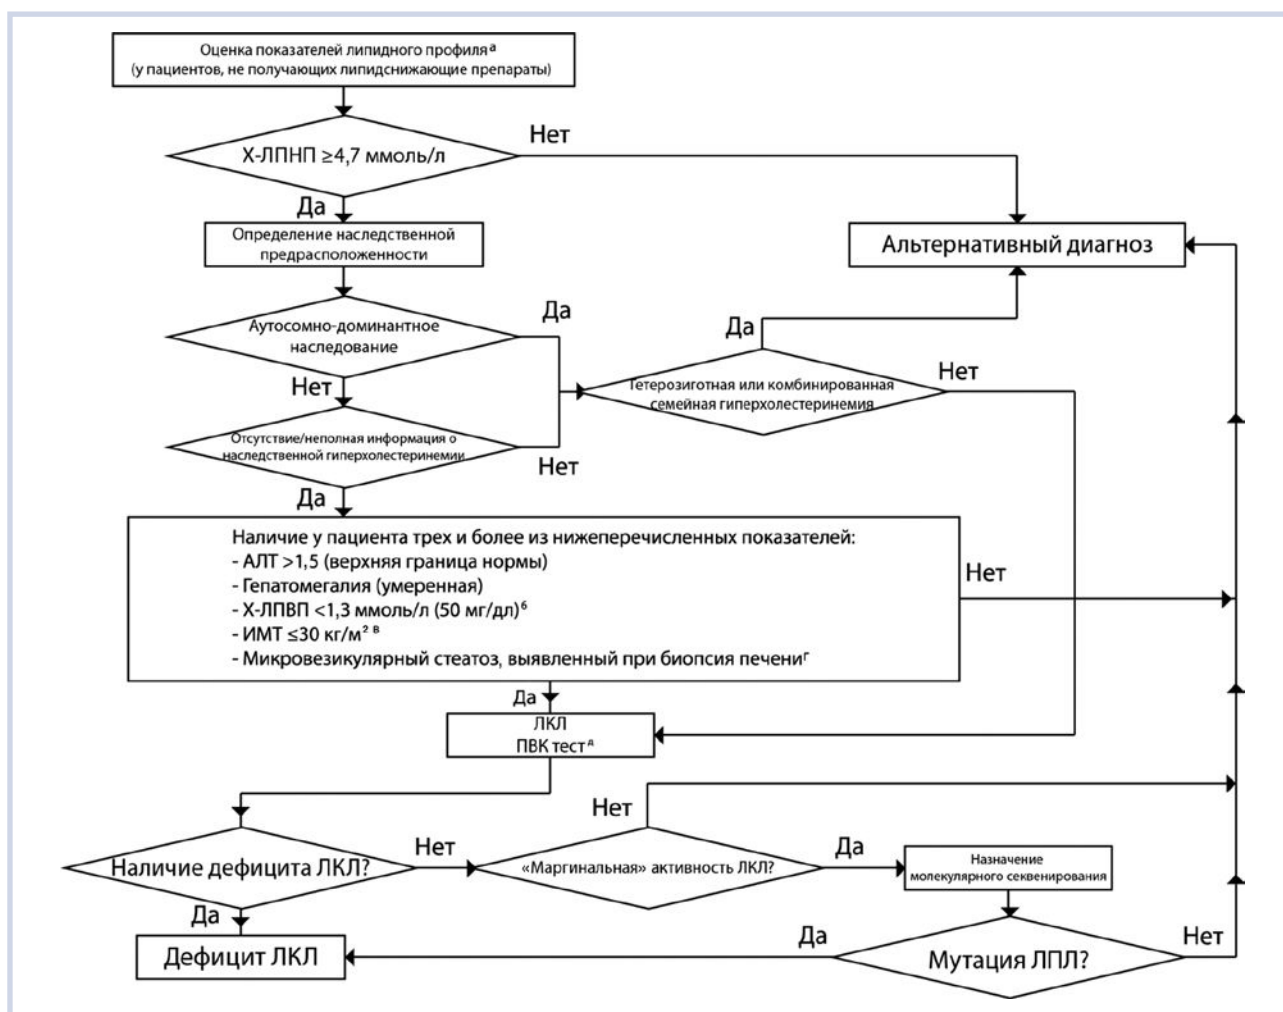 Оценка показателей липидного профиляᵃ
(у пациентов, не получающих липидснижающие препараты)
Х-ЛПНП ≥4,7 ммоль/л
Нет
Да
Определение наследственной
предрасположенности
Альтернативный диагноз
Аутосомно-доминантное
наследование
Да
Нет
Гетерозиготная или комбинированная
семейная гиперхолестеринемия
Да
Нет
Отсутствие/неполная информация о
наследственной гиперхолестеринемии
Нет
Да
Наличие у пациента трех и более из нижеперечисленных показателей:
- АЛТ >1,5 (верхняя граница нормы)
- Гепатомегалия (умеренная)
- Х-ЛПВП <1,3 ммоль/л (50 мг/дл)ᵇ
- ИМТ ≤30 кг/м² ᴮ
- Микровезикулярный стеатоз, выявленный при биопсия печениᴦ
Нет
Да
ЛКЛ
ПВК тестᵈ
Наличие дефицита ЛКЛ?
Нет
«Маргинальная» активность ЛКЛ?
Нет
Да
Назначение
молекулярного секвенирования
Да
Дефицит ЛКЛ
Да
Мутация ЛПЛ?
Нет